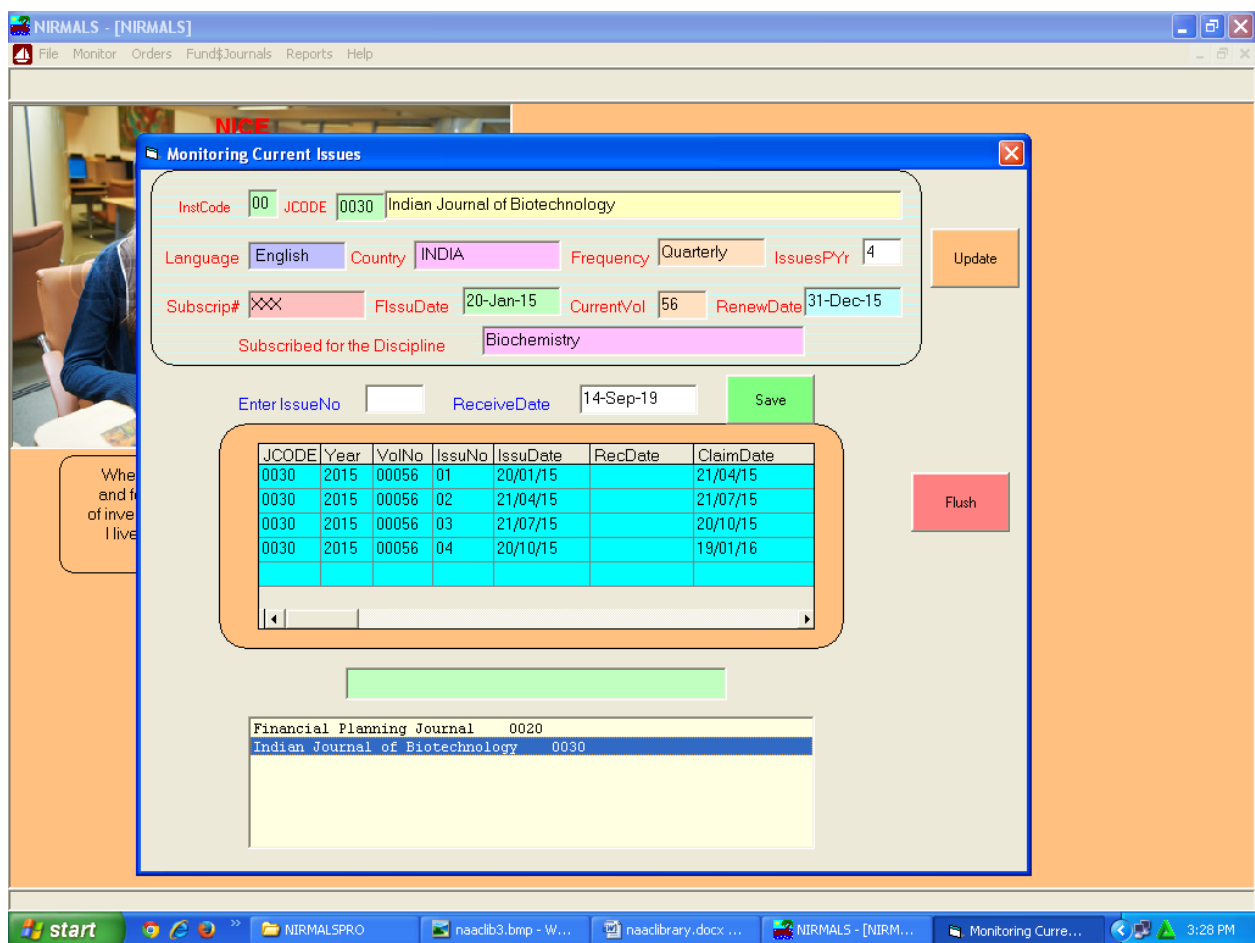 NIRMALS - [NIRMALS]
File Monitor Orders Fund$Journals Reports Help
NICE
Monitoring Current Issues
InstCode 00 JCODE 0030 Indian Journal of Biotechnology
Language English Country INDIA Frequency Quarterly IssuesPYr 4
Update
Subscrip# XXX FIssuDate 20-Jan-15 CurrentVol 56 RenewDate 31-Dec-15
Subscribed for the Discipline Biochemistry
Enter IssueNo ReceiveDate 14-Sep-19 Save
JCODE Year VolNo IssuNo IssuDate RecDate ClaimDate
0030 2015 00056 01 20/01/15 21/04/15
0030 2015 00056 02 21/04/15 21/07/15
0030 2015 00056 03 21/07/15 20/10/15
0030 2015 00056 04 20/10/15 19/01/16
Whe
and f
of inve
I live
Flush
Financial Planning Journal 0020
Indian Journal of Biotechnology 0030
start NIRMALSPRO naaclib3.bmp - W... naaclibrary.docx ... NIRMALS - [NIRM... Monitoring Curre... 3:28 PM